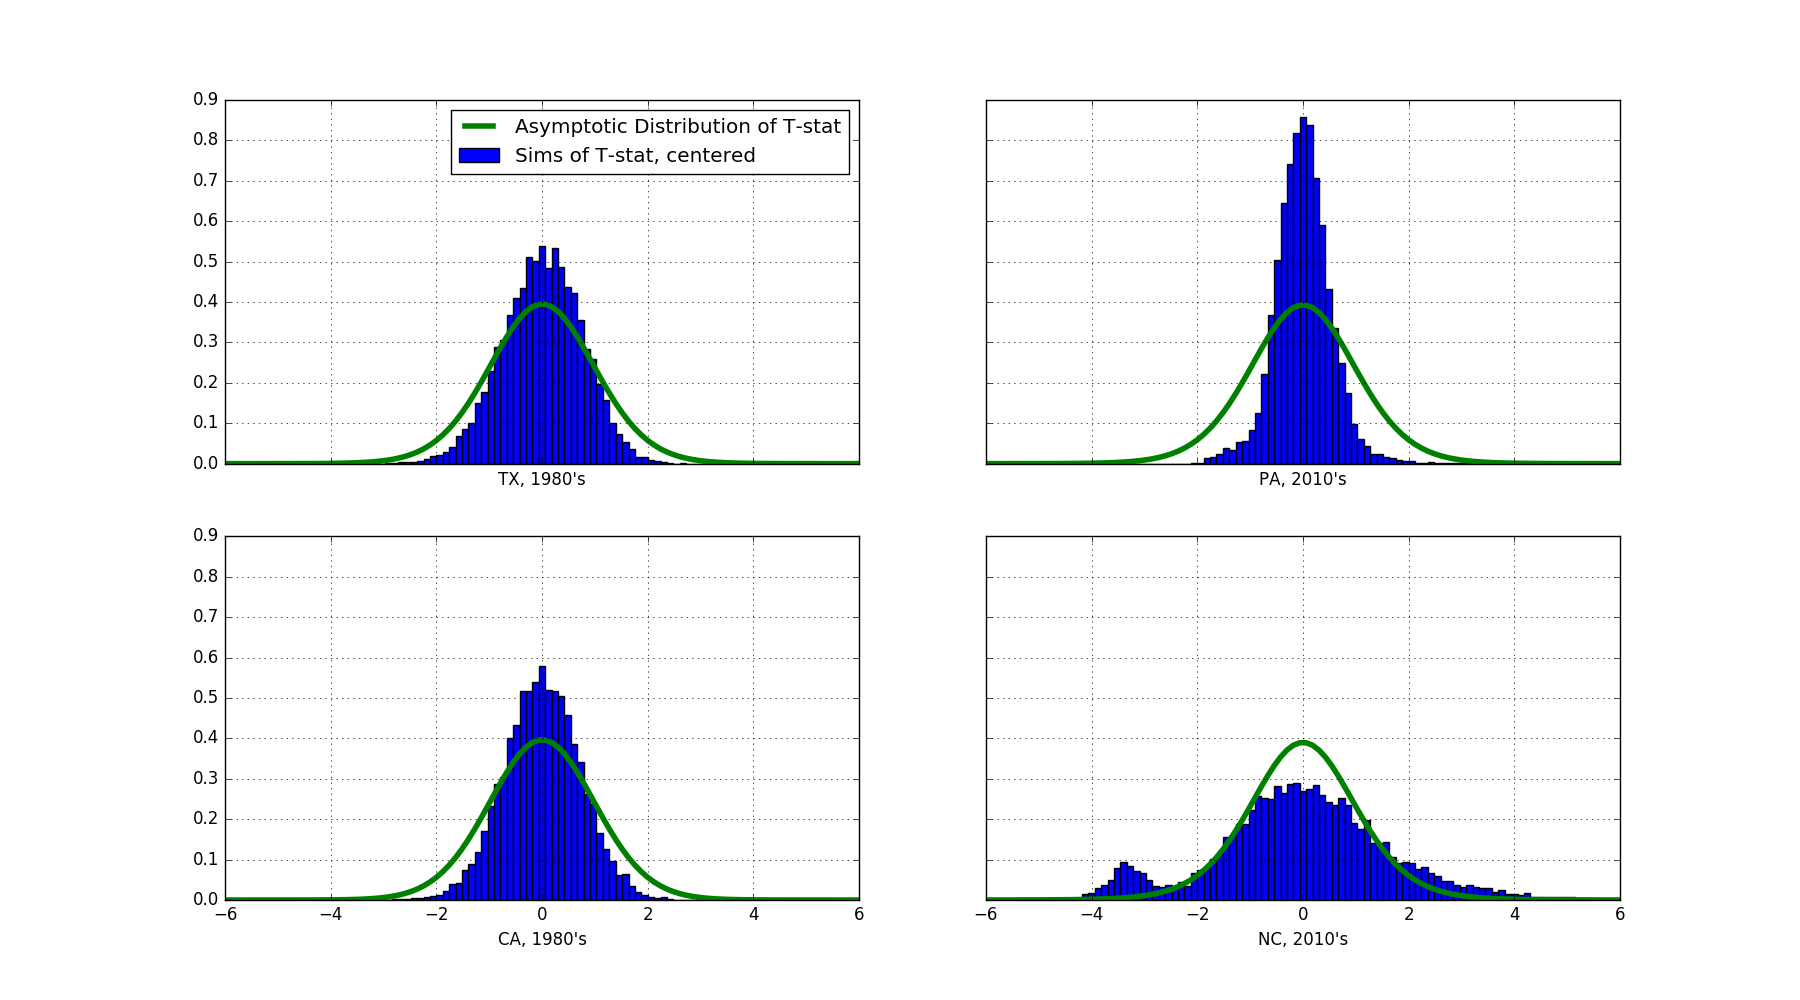 0.9
0.8
0.7
0.6
0.5
0.4
0.3
0.2
0.1
0.0
Asymptotic Distribution of T-stat
Sims of T-stat, centered
TX, 1980's
PA, 2010's
0.9
0.8
0.7
0.6
0.5
0.4
0.3
0.2
0.1
0.0
−6 −4 −2 0 2 4 6
CA, 1980's
−6 −4 −2 0 2 4 6
NC, 2010's